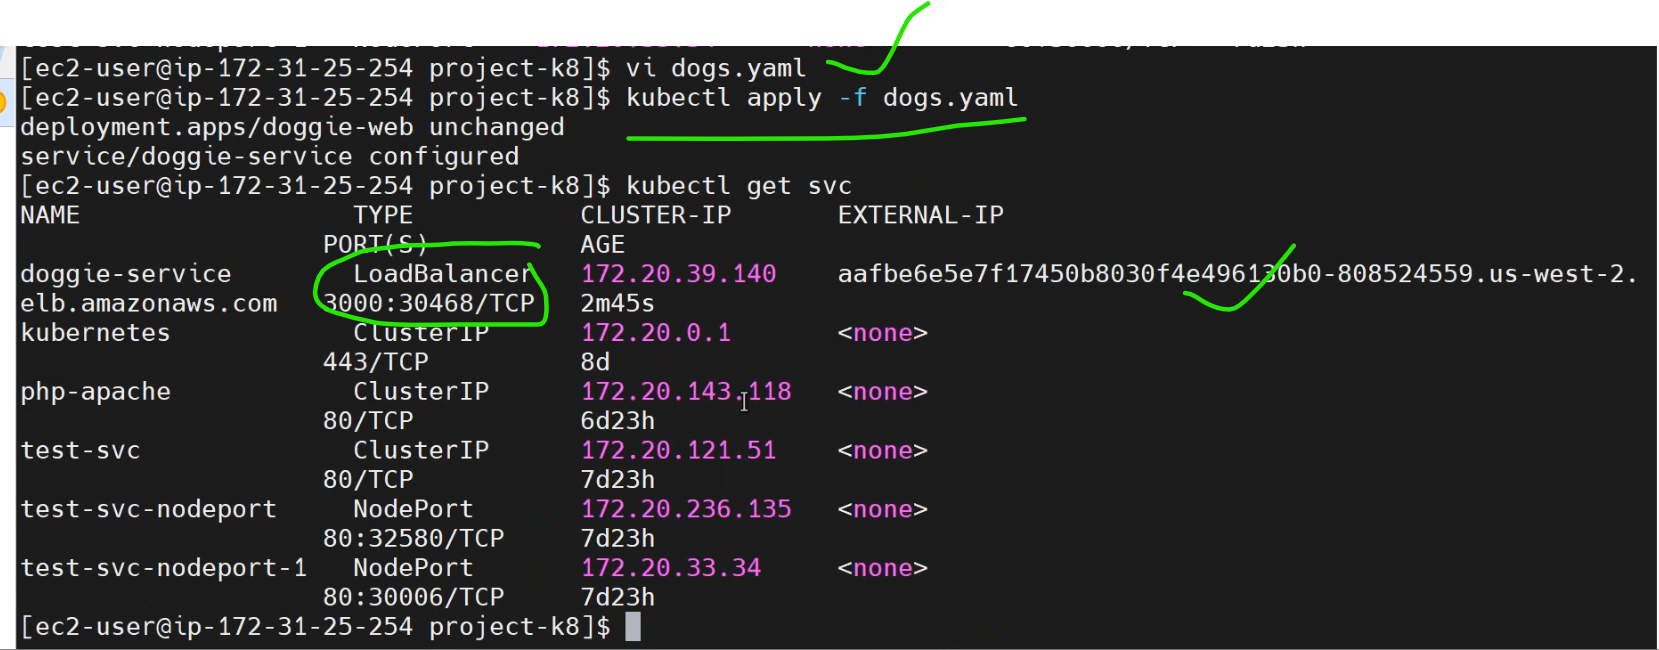 [ec2-user@ip-172-31-25-254 project-k8]$ vi dogs.yaml
[ec2-user@ip-172-31-25-254 project-k8]$ kubectl apply -f dogs.yaml
deployment.apps/doggie-web unchanged
service/doggie-service configured
[ec2-user@ip-172-31-25-254 project-k8]$ kubectl get svc
NAME TYPE CLUSTER-IP EXTERNAL-IP
PORT(S) AGE
doggie-service LoadBalancer 172.20.39.140 aafbe6e5e7f17450b8030f4e496130b0-808524559.us-west-2.
elb.amazonaws.com 3000:30468/TCP 2m45s
kubernetes ClusterIP 172.20.0.1 <none>
443/TCP 8d
php-apache ClusterIP 172.20.143.118 <none>
80/TCP 6d23h
test-svc ClusterIP 172.20.121.51 <none>
80/TCP 7d23h
test-svc-nodeport NodePort 172.20.236.135 <none>
80:32580/TCP 7d23h
test-svc-nodeport-1 NodePort 172.20.33.34 <none>
80:30006/TCP 7d23h
[ec2-user@ip-172-31-25-254 project-k8]$